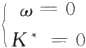 ω = 0
K* = 0